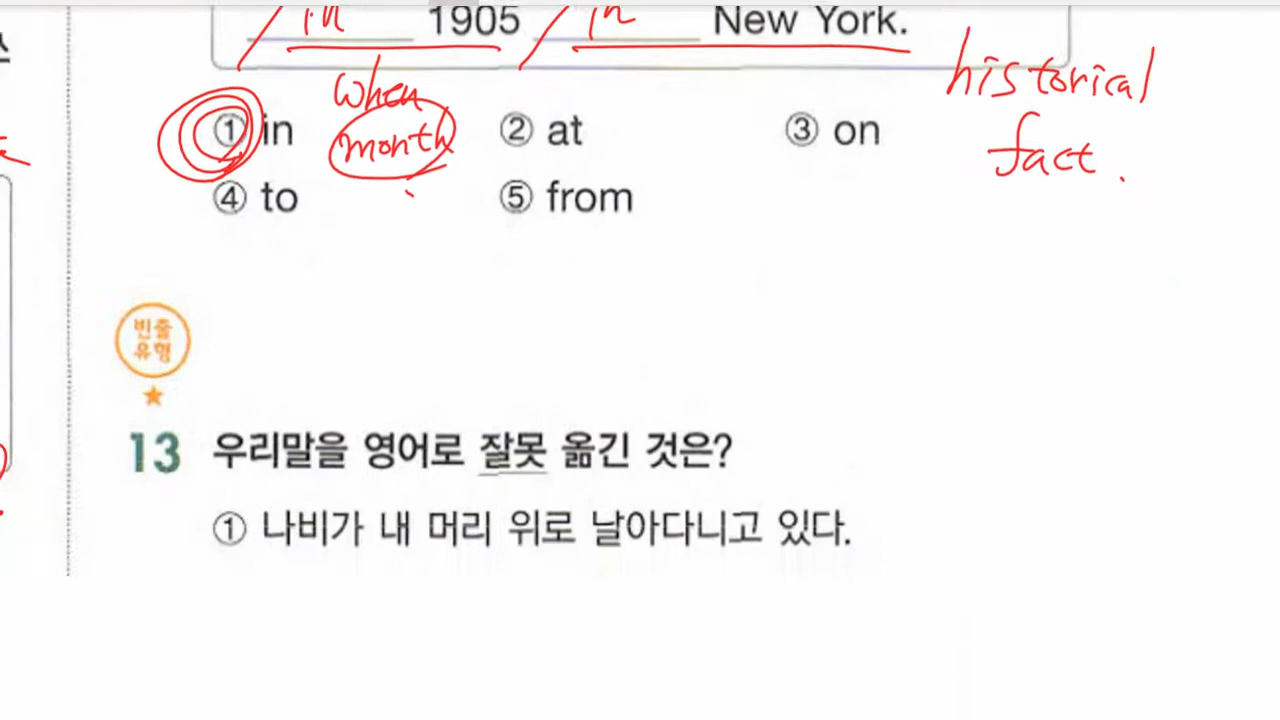 in 1905 in New York.
when
historical
① in month ② at ③ on
fact.
④ to ⑤ from
빈출
유형
13 우리말을 영어로 잘못 옮긴 것은?
① 나비가 내 머리 위로 날아다니고 있다.